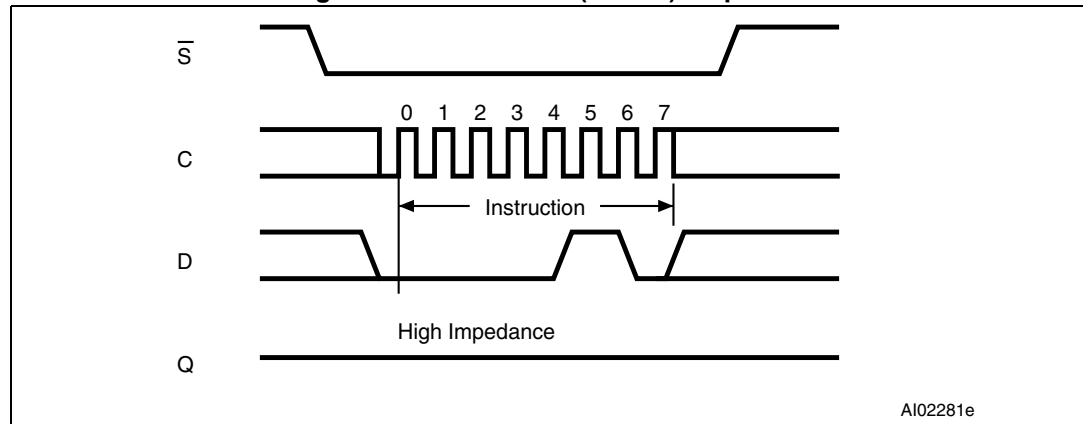 S̅
0 1 2 3 4 5 6 7
C
Instruction
D
High Impedance
Q
AI02281e